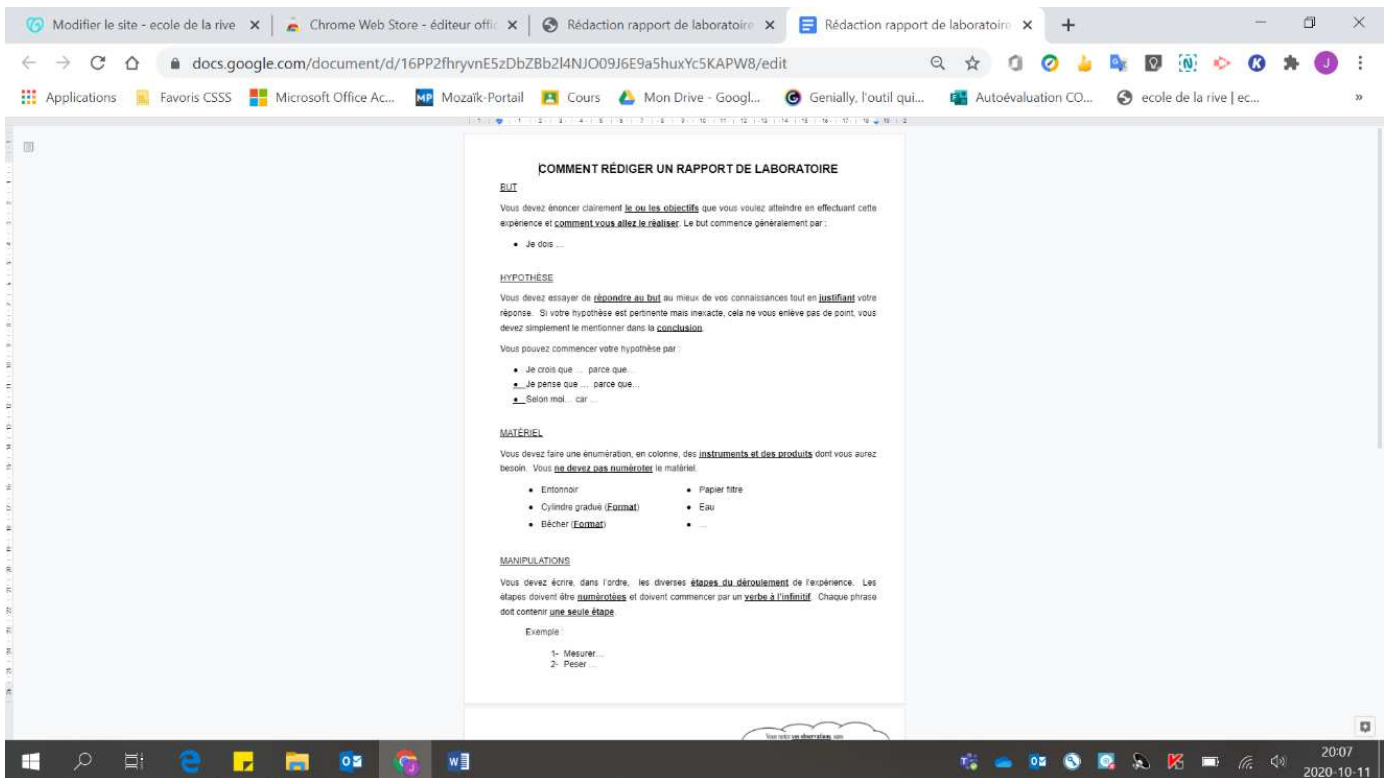 Modifier le site - ecole de la rive
Chrome Web Store - éditeur offic
Rédaction rapport de laboratoire
Rédaction rapport de laboratoire
docs.google.com/document/d/16PP2fhryvnE5zDbZBb2l4NJO09J6E9a5huxYc5KAPW8/edit
Applications
Favoris CSSS
Microsoft Office Ac...
Mozaïk-Portail
Cours
Mon Drive - Googl...
Genially, l'outil qui...
Autoévaluation CO...
ecole de la rive | ec...
COMMENT RÉDIGER UN RAPPORT DE LABORATOIRE
BUT
Vous devez énoncer clairement le ou les objectifs que vous voulez atteindre en effectuant cette
expérience et comment vous allez le réaliser. Le but commence généralement par :
• Je dois ...
HYPOTHÈSE
Vous devez essayer de répondre au but au mieux de vos connaissances tout en justifiant votre
réponse. Si votre hypothèse est pertinente mais inexacte, cela ne vous enlève pas de point, vous
devez simplement le mentionner dans la conclusion.
Vous pouvez commencer votre hypothèse par :
• Je crois que ... parce que...
• Je pense que ... parce que...
• Selon moi... car ...
MATÉRIEL
Vous devez faire une énumération, en colonne, des instruments et des produits dont vous aurez
besoin. Vous ne devez pas numéroter le matériel.
• Entonnoir
• Cylindre gradué (Format)
• Bécher (Format)
• Papier filtre
• Eau
• ...
MANIPULATIONS
Vous devez écrire, dans l'ordre, les diverses étapes du déroulement de l'expérience. Les
étapes doivent être numérotées et doivent commencer par un verbe à l'infinitif. Chaque phrase
doit contenir une seule étape.
Exemple :
1- Mesurer...
2- Peser ...
20:07
2020-10-11